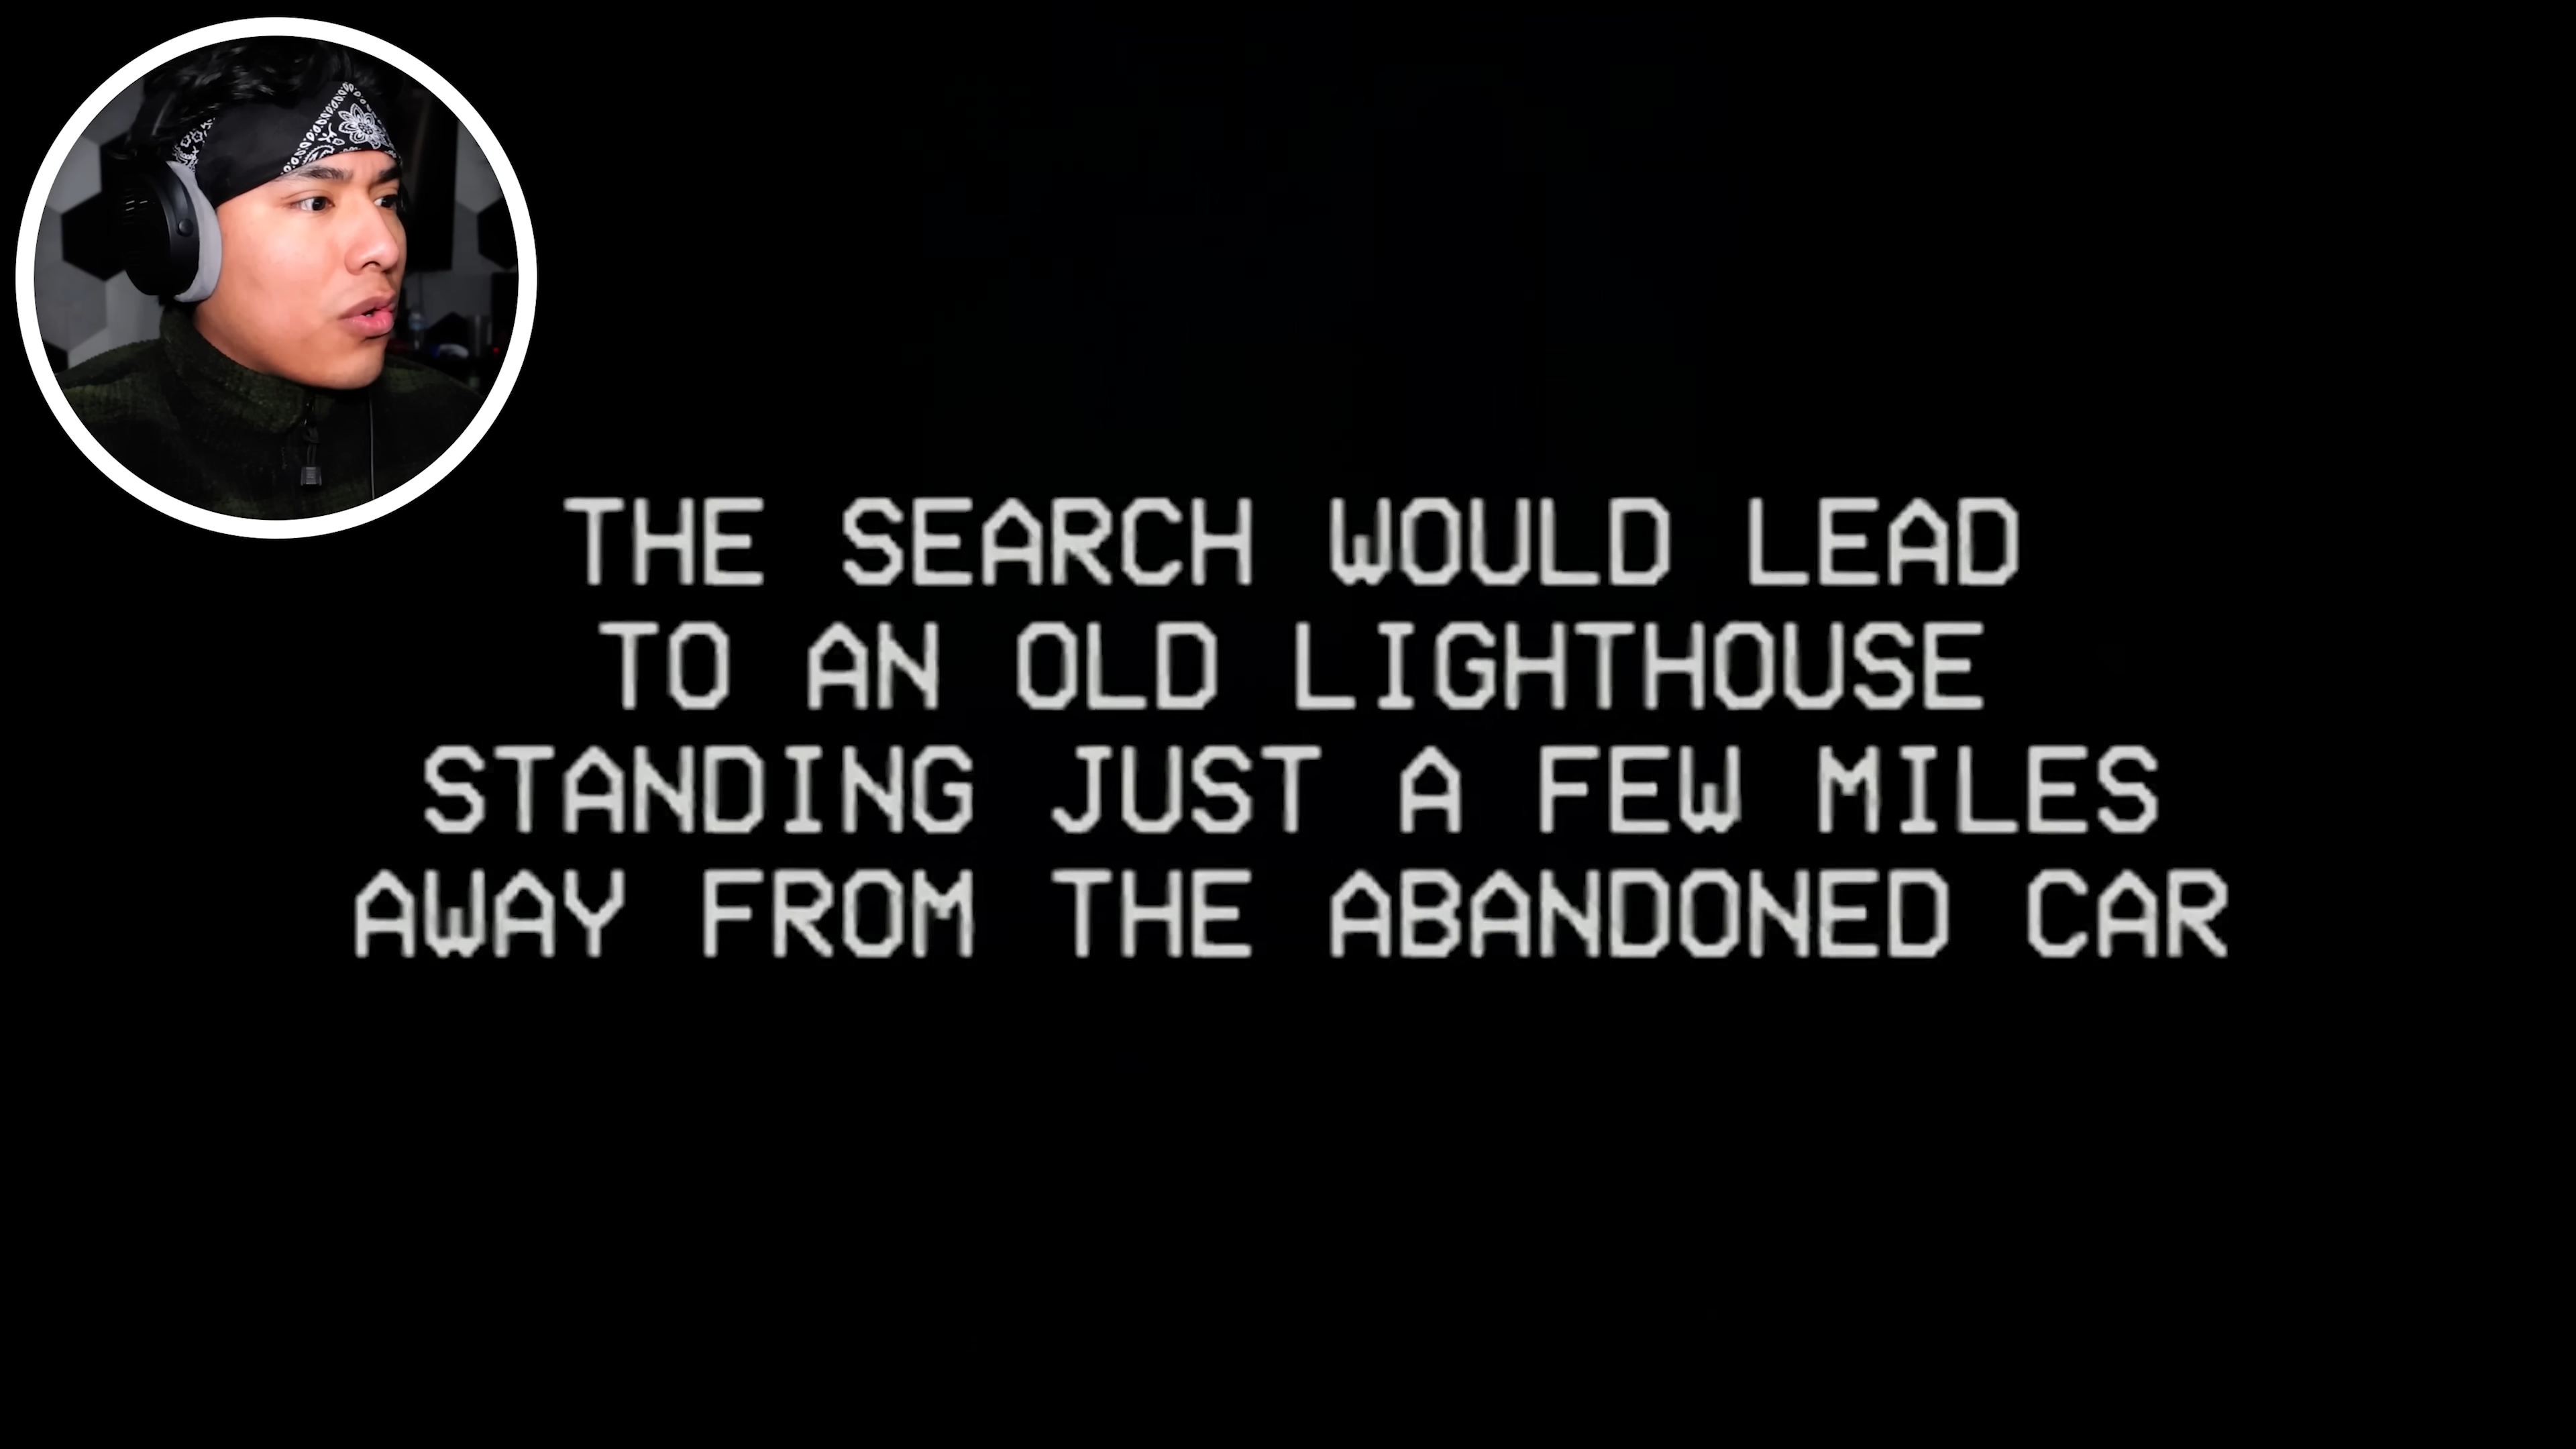 THE SEARCH WOULD LEAD
TO AN OLD LIGHTHOUSE
STANDING JUST A FEW MILES
AWAY FROM THE ABANDONED CAR